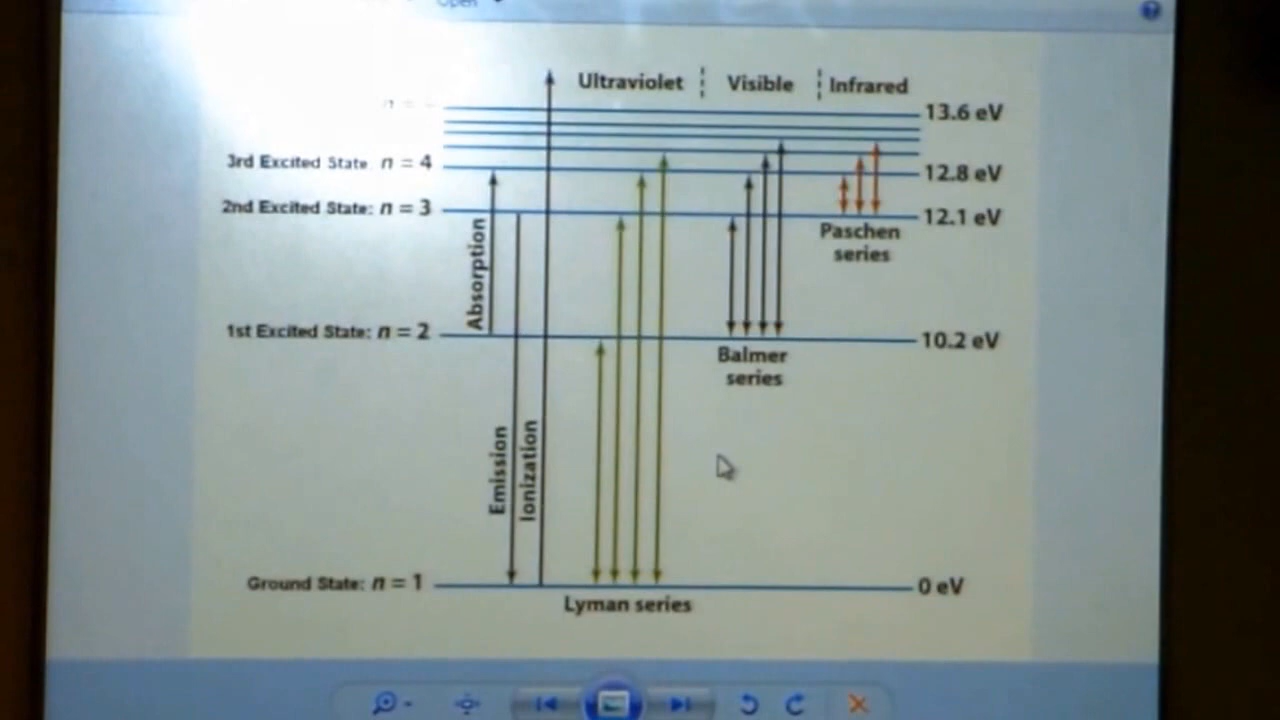 Open
Ultraviolet Visible Infrared
13.6 eV
3rd Excited State n = 4
12.8 eV
2nd Excited State: n = 3
12.1 eV
Absorption
Paschen
series
1st Excited State: n = 2
10.2 eV
Balmer
series
Emission
Ionization
Ground State: n = 1
0 eV
Lyman series